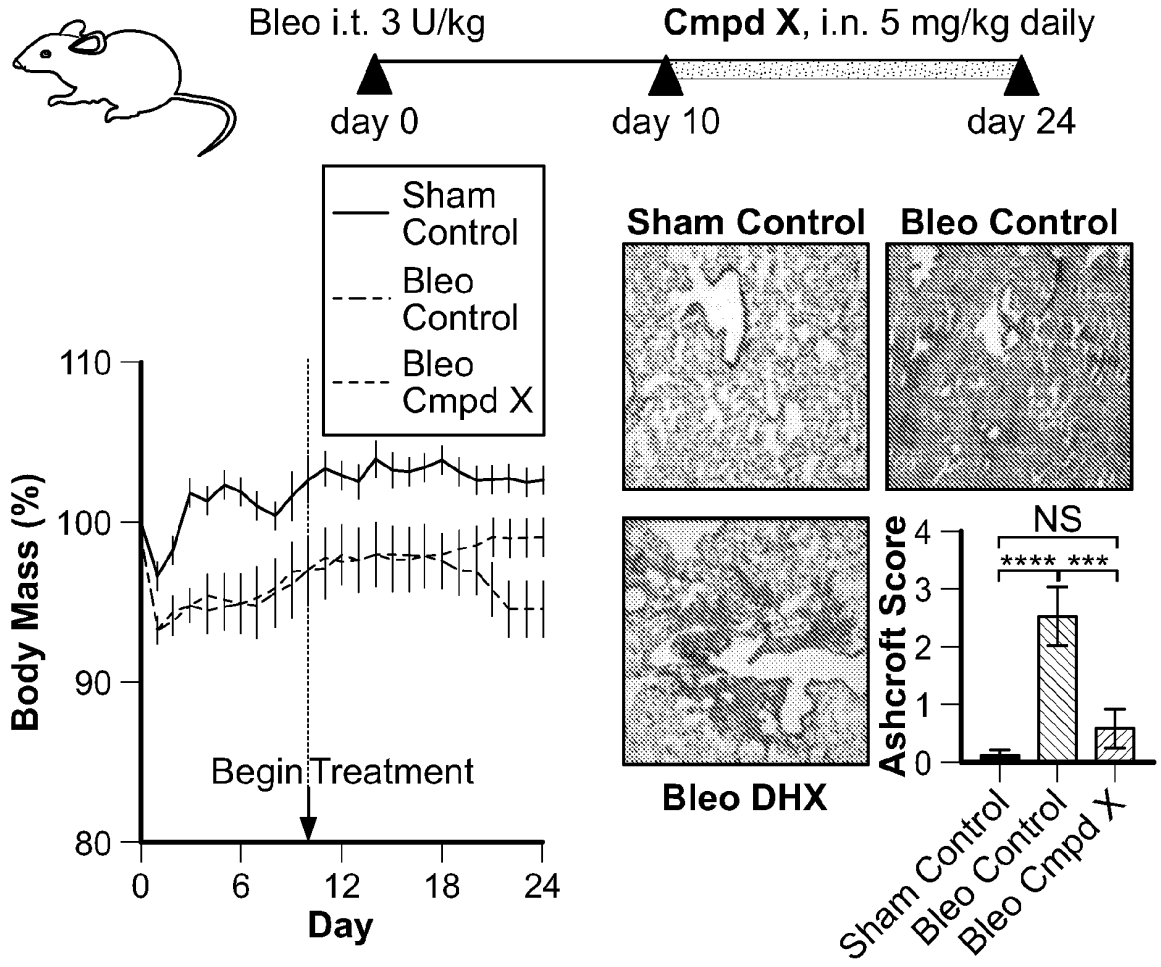 Bleo i.t. 3 U/kg
Cmpd X, i.n. 5 mg/kg daily
day 0
day 10
day 24
Sham
Control
Bleo
Control
Bleo
Cmpd X
110
100
90
80
Body Mass (%)
Begin Treatment
0
6
12
18
24
Day
Sham Control
Bleo Control
Bleo DHX
Ashcroft Score
4
3
2
1
0
NS
****
***
Sham Control
Bleo Control
Bleo Cmpd X